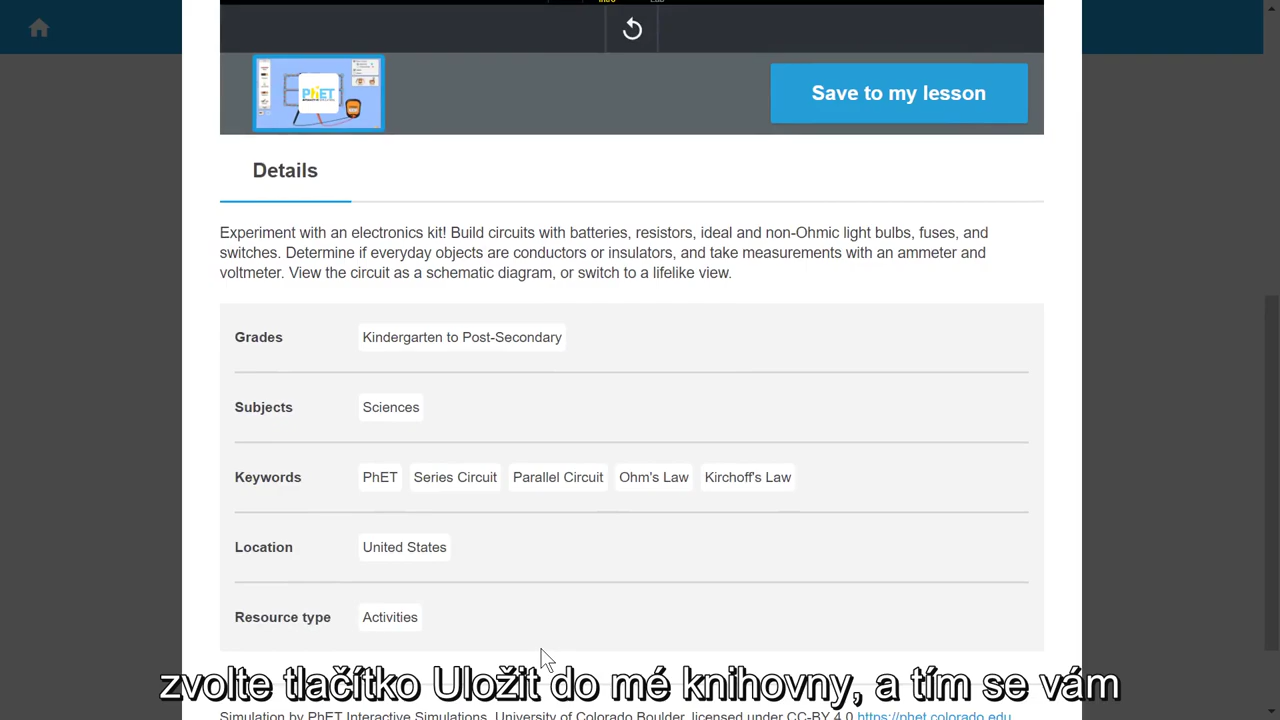 Save to my lesson
PhET
Details
Experiment with an electronics kit! Build circuits with batteries, resistors, ideal and non-Ohmic light bulbs, fuses, and
switches. Determine if everyday objects are conductors or insulators, and take measurements with an ammeter and
voltmeter. View the circuit as a schematic diagram, or switch to a lifelike view.
Grades Kindergarten to Post-Secondary
Subjects Sciences
Keywords PhET Series Circuit Parallel Circuit Ohm's Law Kirchoff's Law
Location United States
Resource type Activities
zvolte tlačítko Uložit do mé knihovny, a tím se vám
Simulation by PhET Interactive Simulations, University of Colorado Boulder, licensed under CC-BY 4.0 https://phet.colorado.edu